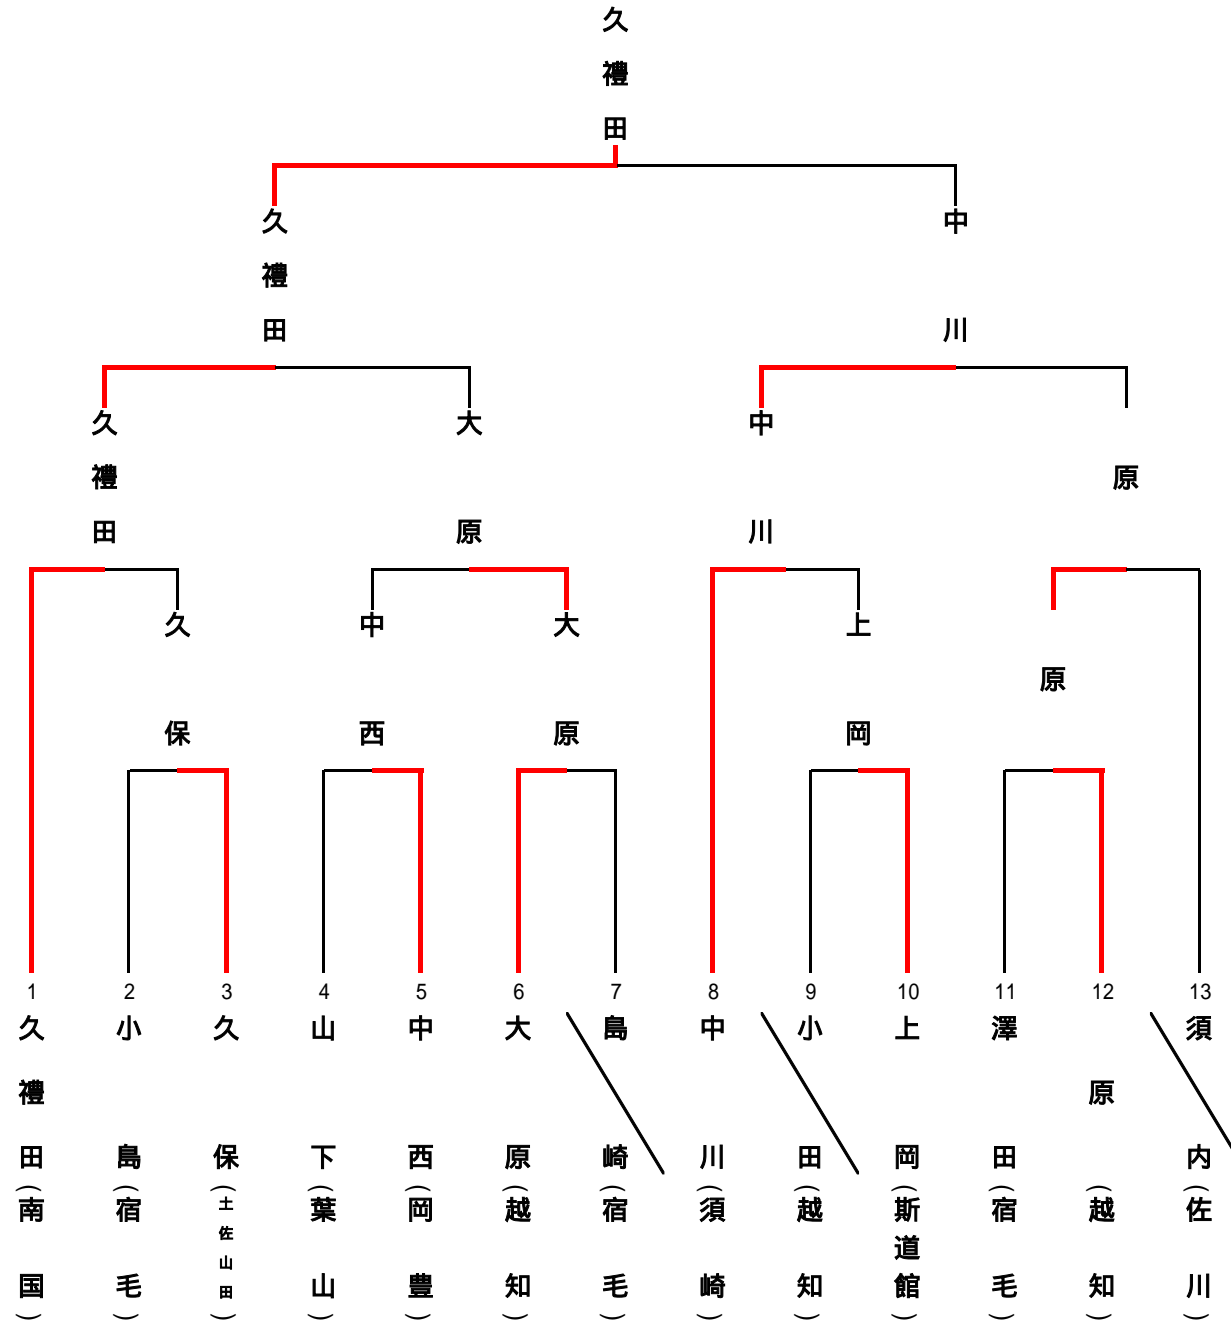 久禮田
久禮田
中川
久禮田
大原
中川
原
久保
中西
大原
上岡
原
1
2
3
4
5
6
7
8
9
10
11
12
13
久禮田(南国)
小島(宿毛)
久保(土佐山田)
山下(葉山)
中西(岡豊)
大原(越知)
島崎(宿毛)
中川(須崎)
小田(越知)
上岡(斯道館)
澤田(宿毛)
原(越知)
須内(佐川)